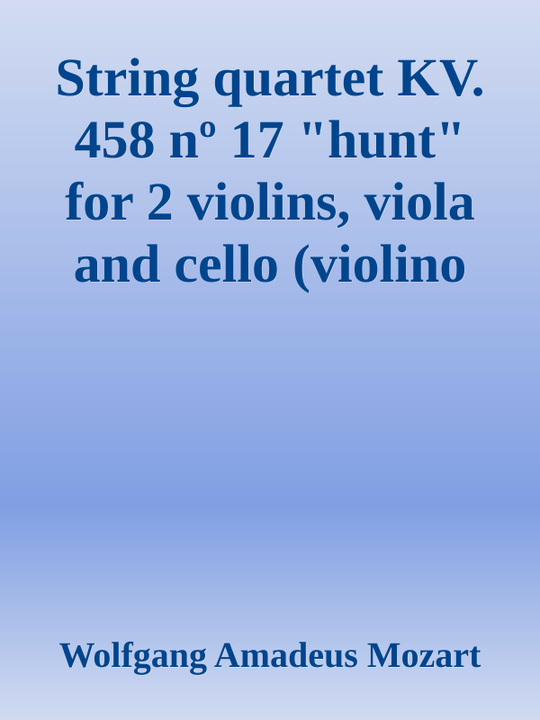 String quartet KV.
458 nº 17 "hunt"
for 2 violins, viola
and cello (violino
Wolfgang Amadeus Mozart